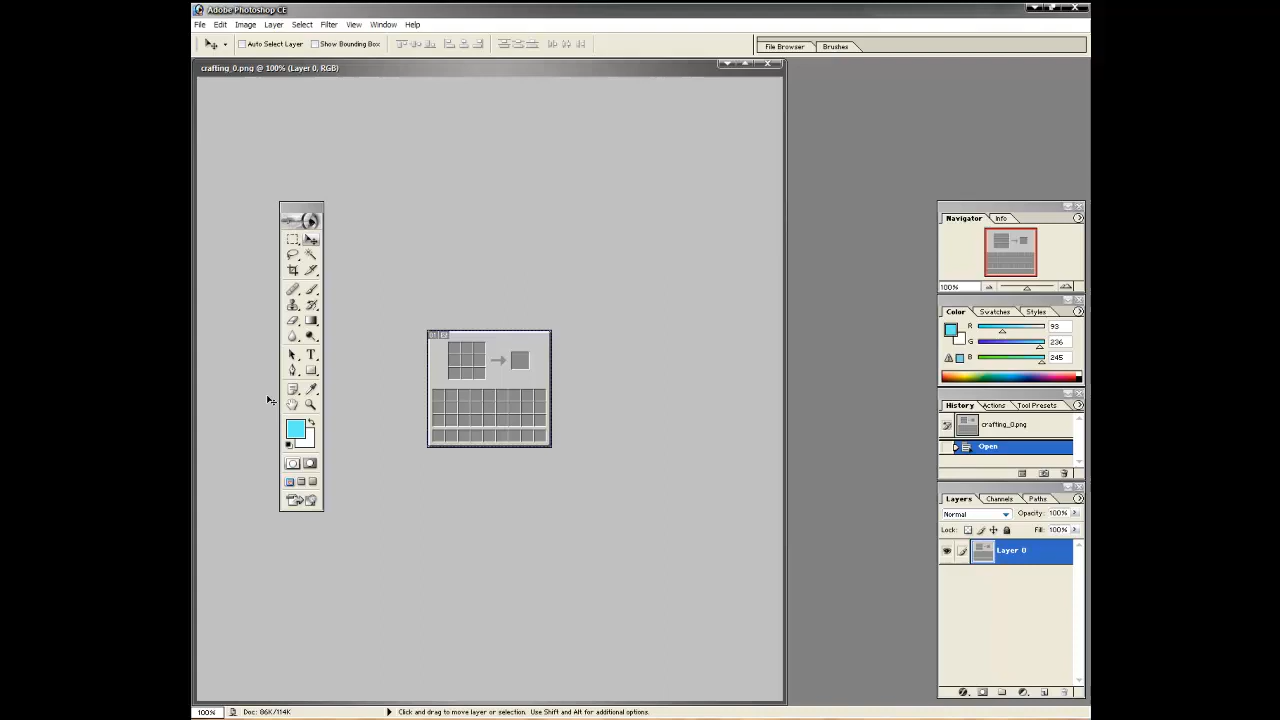 Adobe Photoshop CE
File Edit Image Layer Select Filter View Window Help
Auto Select Layer Show Bounding Box File Browser Brushes
crafting_0.png @ 100% (Layer 0, RGB)
Navigator Info
100%
Color Swatches Styles
R 93
G 236
B 245
History Actions Tool Presets
crafting_0.png
Open
Layers Channels Paths
Normal Opacity: 100%
Lock: Fill: 100%
Layer 0
T
100% Doc: 86K/114K Click and drag to move layer or selection. Use Shift and Alt for additional options.